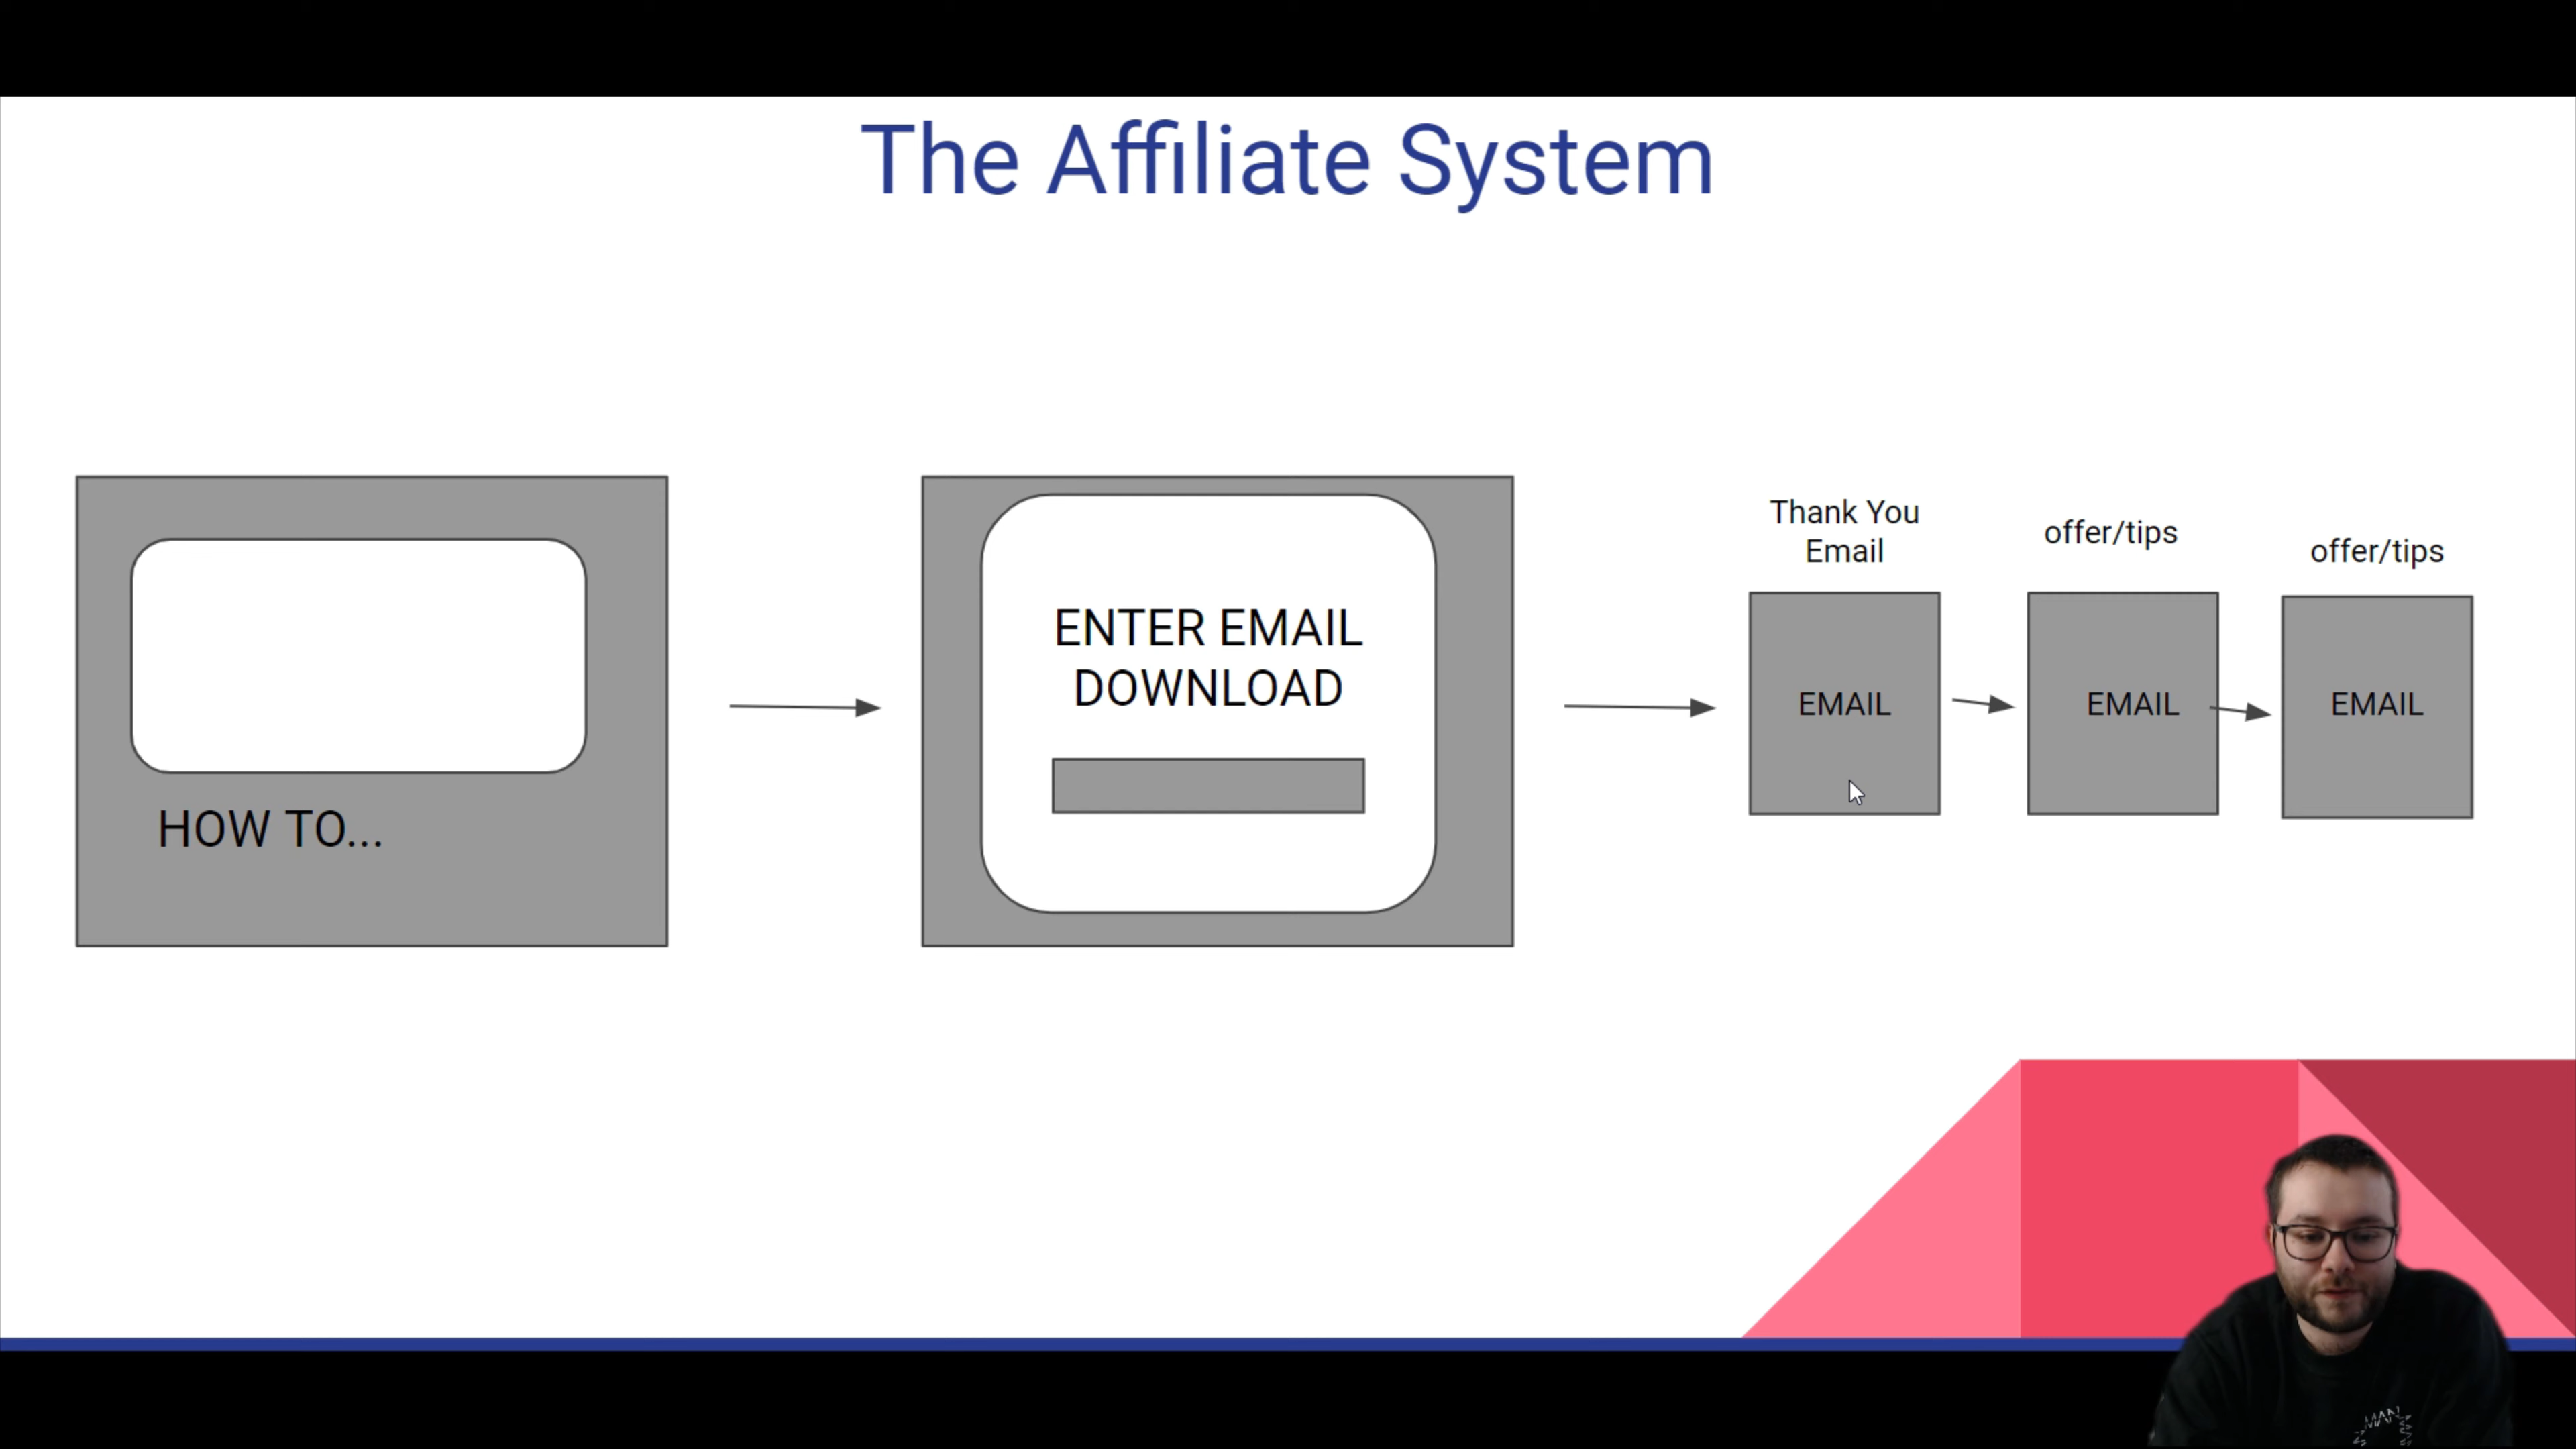 The Affiliate System
HOW TO...
ENTER EMAIL
DOWNLOAD
Thank You
Email
EMAIL
offer/tips
EMAIL
offer/tips
EMAIL